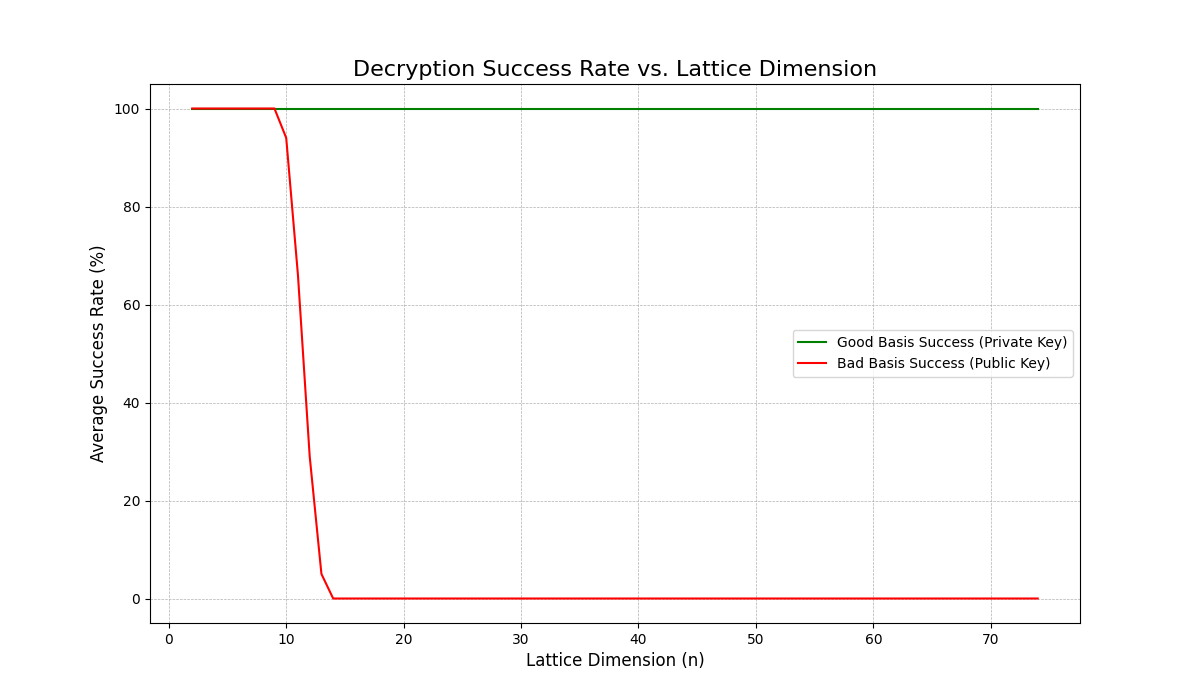 Decryption Success Rate vs. Lattice Dimension
Average Success Rate (%)
100
80
60
40
20
0
Good Basis Success (Private Key)
Bad Basis Success (Public Key)
0 10 20 30 40 50 60 70
Lattice Dimension (n)